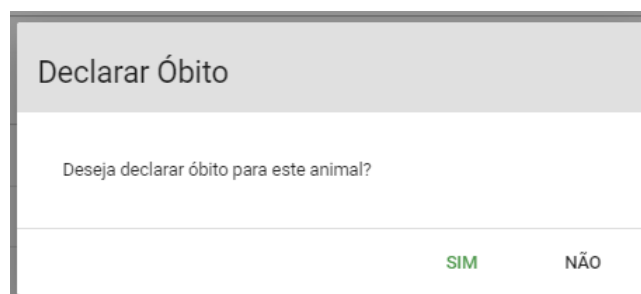 Declarar Óbito
Deseja declarar óbito para este animal?
SIM NÃO